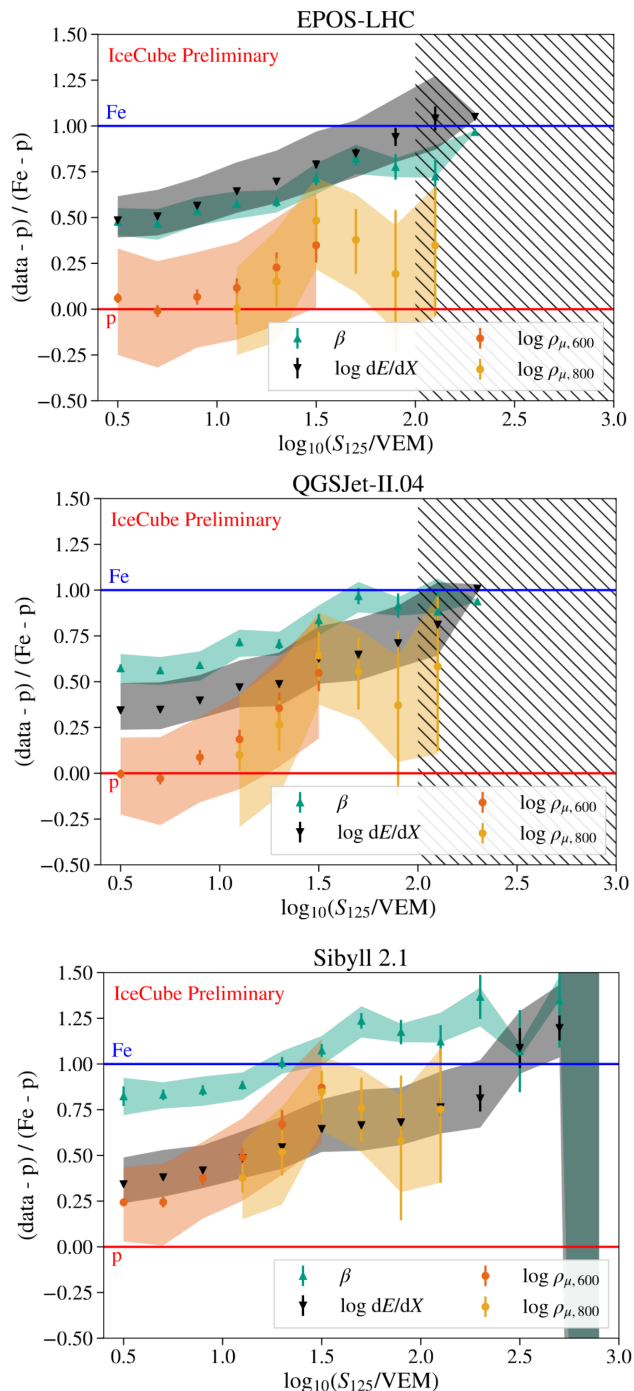 EPOS-LHC
1.50
IceCube Preliminary
1.25
Fe
1.00
0.75
0.50
0.25
0.00
p
−0.25
−0.50
β
log dE/dX
log ρμ,600
log ρμ,800
0.5 1.0 1.5 2.0 2.5 3.0
log10(S125/VEM)
(data - p) / (Fe - p)
QGSJet-II.04
1.50
IceCube Preliminary
1.25
Fe
1.00
0.75
0.50
0.25
0.00
p
−0.25
−0.50
β
log dE/dX
log ρμ,600
log ρμ,800
0.5 1.0 1.5 2.0 2.5 3.0
log10(S125/VEM)
(data - p) / (Fe - p)
Sibyll 2.1
1.50
IceCube Preliminary
1.25
Fe
1.00
0.75
0.50
0.25
0.00
p
−0.25
−0.50
β
log dE/dX
log ρμ,600
log ρμ,800
0.5 1.0 1.5 2.0 2.5 3.0
log10(S125/VEM)
(data - p) / (Fe - p)